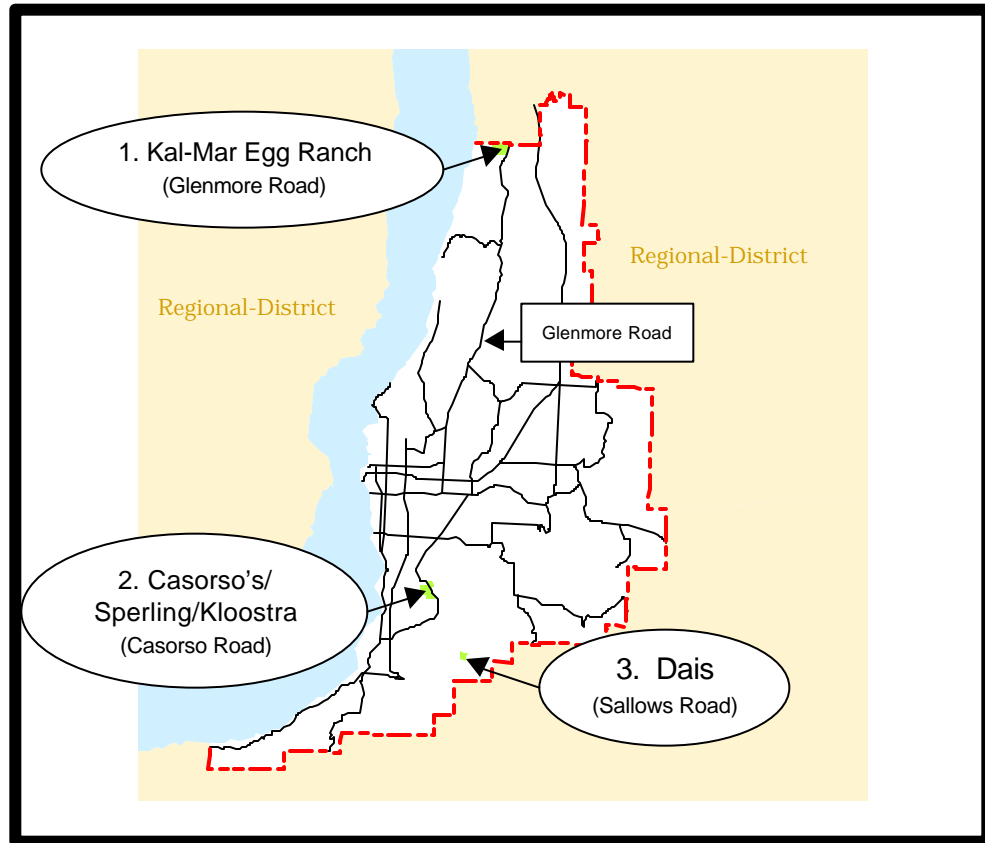 1. Kal-Mar Egg Ranch
(Glenmore Road)
Regional-District
Regional-District
Glenmore Road
2. Casorso's/
Sperling/Kloostra
(Casorso Road)
3. Dais
(Sallows Road)